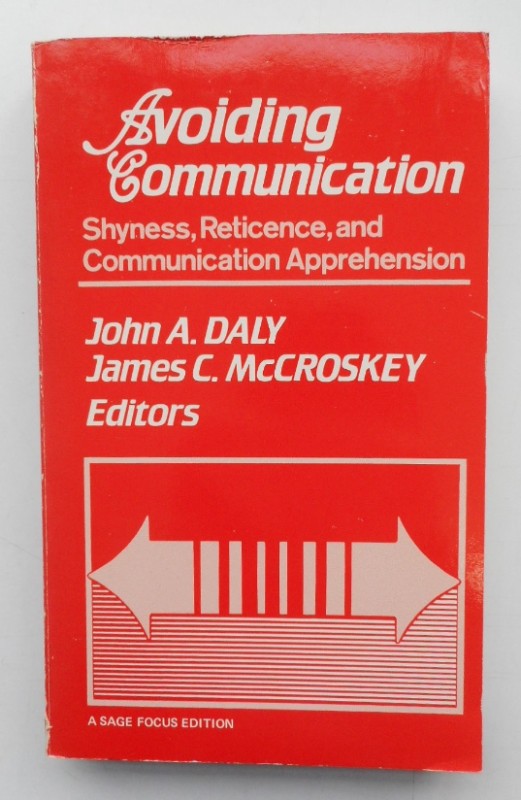 Avoiding
Communication
Shyness, Reticence, and
Communication Apprehension
John A. DALY
James C. McCROSKEY
Editors
A SAGE FOCUS EDITION